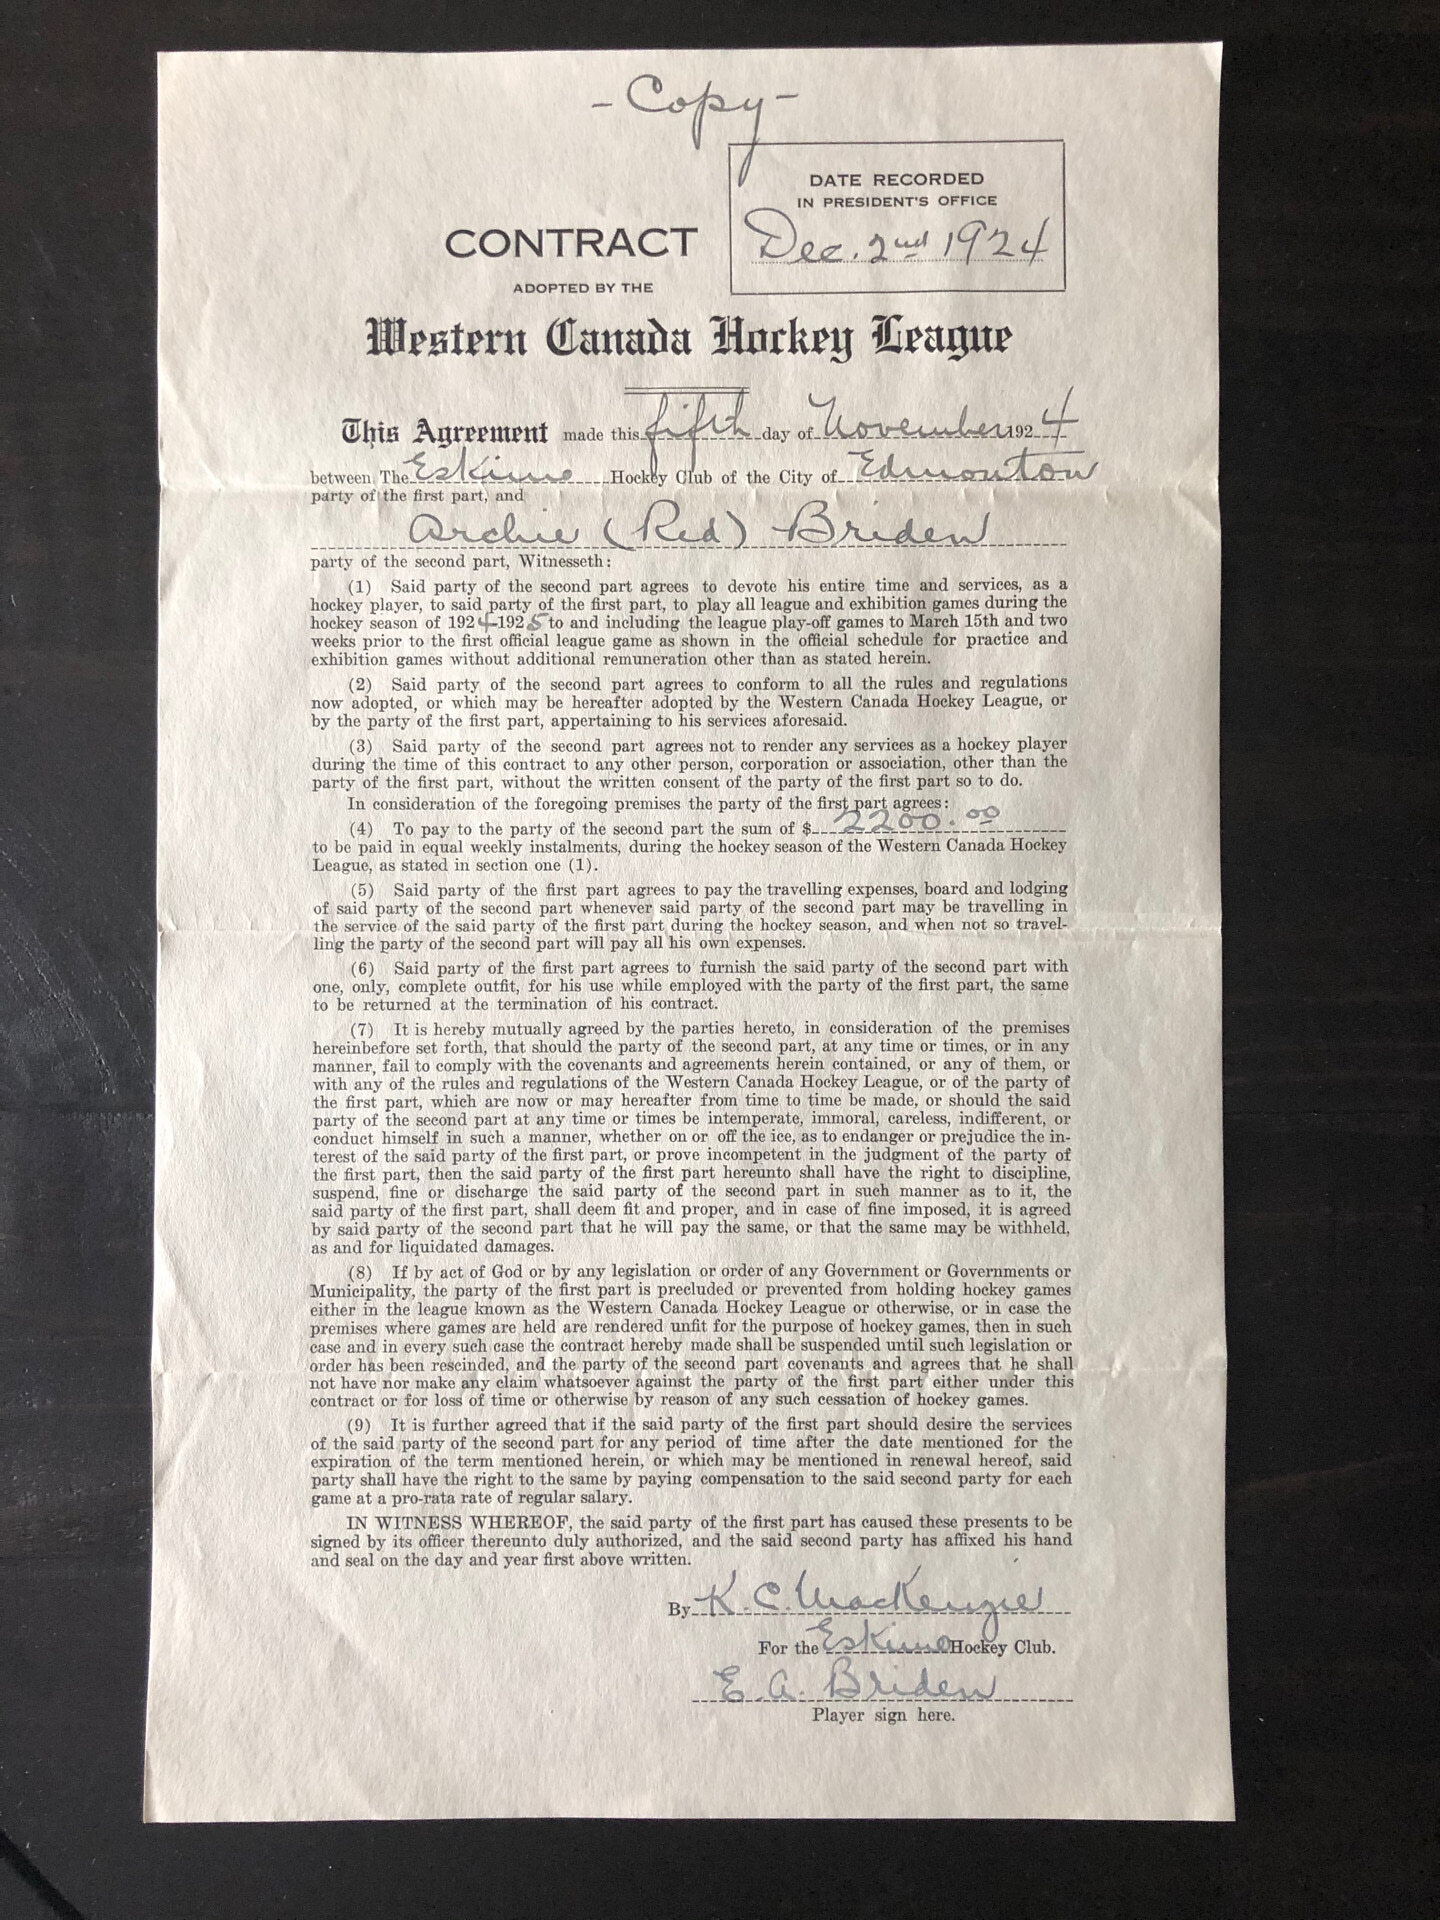 - Copy -
DATE RECORDED
IN PRESIDENT'S OFFICE
Dec. 2nd 1924
CONTRACT
ADOPTED BY THE
Western Canada Hockey League
This Agreement made this fifth day of November 1924
between The Eskimo Hockey Club of the City of Edmonton
party of the first part, and
Archie (Red) Briden
party of the second part, Witnesseth:
(1) Said party of the second part agrees to devote his entire time and services, as a
hockey player, to said party of the first part, to play all league and exhibition games during the
hockey season of 1924-1925 to and including the league play-off games to March 15th and two
weeks prior to the first official league game as shown in the official schedule for practice and
exhibition games without additional remuneration other than as stated herein.
(2) Said party of the second part agrees to conform to all the rules and regulations
now adopted, or which may be hereafter adopted by the Western Canada Hockey League, or
by the party of the first part, appertaining to his services aforesaid.
(3) Said party of the second part agrees not to render any services as a hockey player
during the time of this contract to any other person, corporation or association, other than the
party of the first part, without the written consent of the party of the first part so to do.
In consideration of the foregoing premises the party of the first part agrees:
(4) To pay to the party of the second part the sum of $ 2200.00
to be paid in equal weekly instalments, during the hockey season of the Western Canada Hockey
League, as stated in section one (1).
(5) Said party of the first part agrees to pay the travelling expenses, board and lodging
of said party of the second part whenever said party of the second part may be travelling in
the service of the said party of the first part during the hockey season, and when not so travel-
ling the party of the second part will pay all his own expenses.
(6) Said party of the first part agrees to furnish the said party of the second part with
one, only, complete outfit, for his use while employed with the party of the first part, the same
to be returned at the termination of his contract.
(7) It is hereby mutually agreed by the parties hereto, in consideration of the premises
hereinbefore set forth, that should the party of the second part, at any time or times, or in any
manner, fail to comply with the covenants and agreements herein contained, or any of them, or
with any of the rules and regulations of the Western Canada Hockey League, or of the party of
the first part, which are now or may hereafter from time to time be made, or should the said
party of the second part at any time or times be intemperate, immoral, careless, indifferent, or
conduct himself in such a manner, whether on or off the ice, as to endanger or prejudice the in-
terest of the said party of the first part, or prove incompetent in the judgment of the party of
the first part, then the said party of the first part hereunto shall have the right to discipline,
suspend, fine or discharge the said party of the second part in such manner as to it, the
said party of the first part, shall deem fit and proper, and in case of fine imposed, it is agreed
by said party of the second part that he will pay the same, or that the same may be withheld,
as and for liquidated damages.
(8) If by act of God or by any legislation or order of any Government or Governments or
Municipality, the party of the first part is precluded or prevented from holding hockey games
either in the league known as the Western Canada Hockey League or otherwise, or in case the
premises where games are held are rendered unfit for the purpose of hockey games, then in such
case and in every such case the contract hereby made shall be suspended until such legislation or
order has been rescinded, and the party of the second part covenants and agrees that he shall
not have nor make any claim whatsoever against the party of the first part either under this
contract or for loss of time or otherwise by reason of any such cessation of hockey games.
(9) It is further agreed that if the said party of the first part should desire the services
of the said party of the second part for any period of time after the date mentioned for the
expiration of the term mentioned herein, or which may be mentioned in renewal hereof, said
party shall have the right to the same by paying compensation to the said second party for each
game at a pro-rata rate of regular salary.
IN WITNESS WHEREOF, the said party of the first part has caused these presents to be
signed by its officer thereunto duly authorized, and the said second party has affixed his hand
and seal on the day and year first above written.
By K. C. MacKenzie
For the Eskimo Hockey Club.
E. A. Briden
Player sign here.